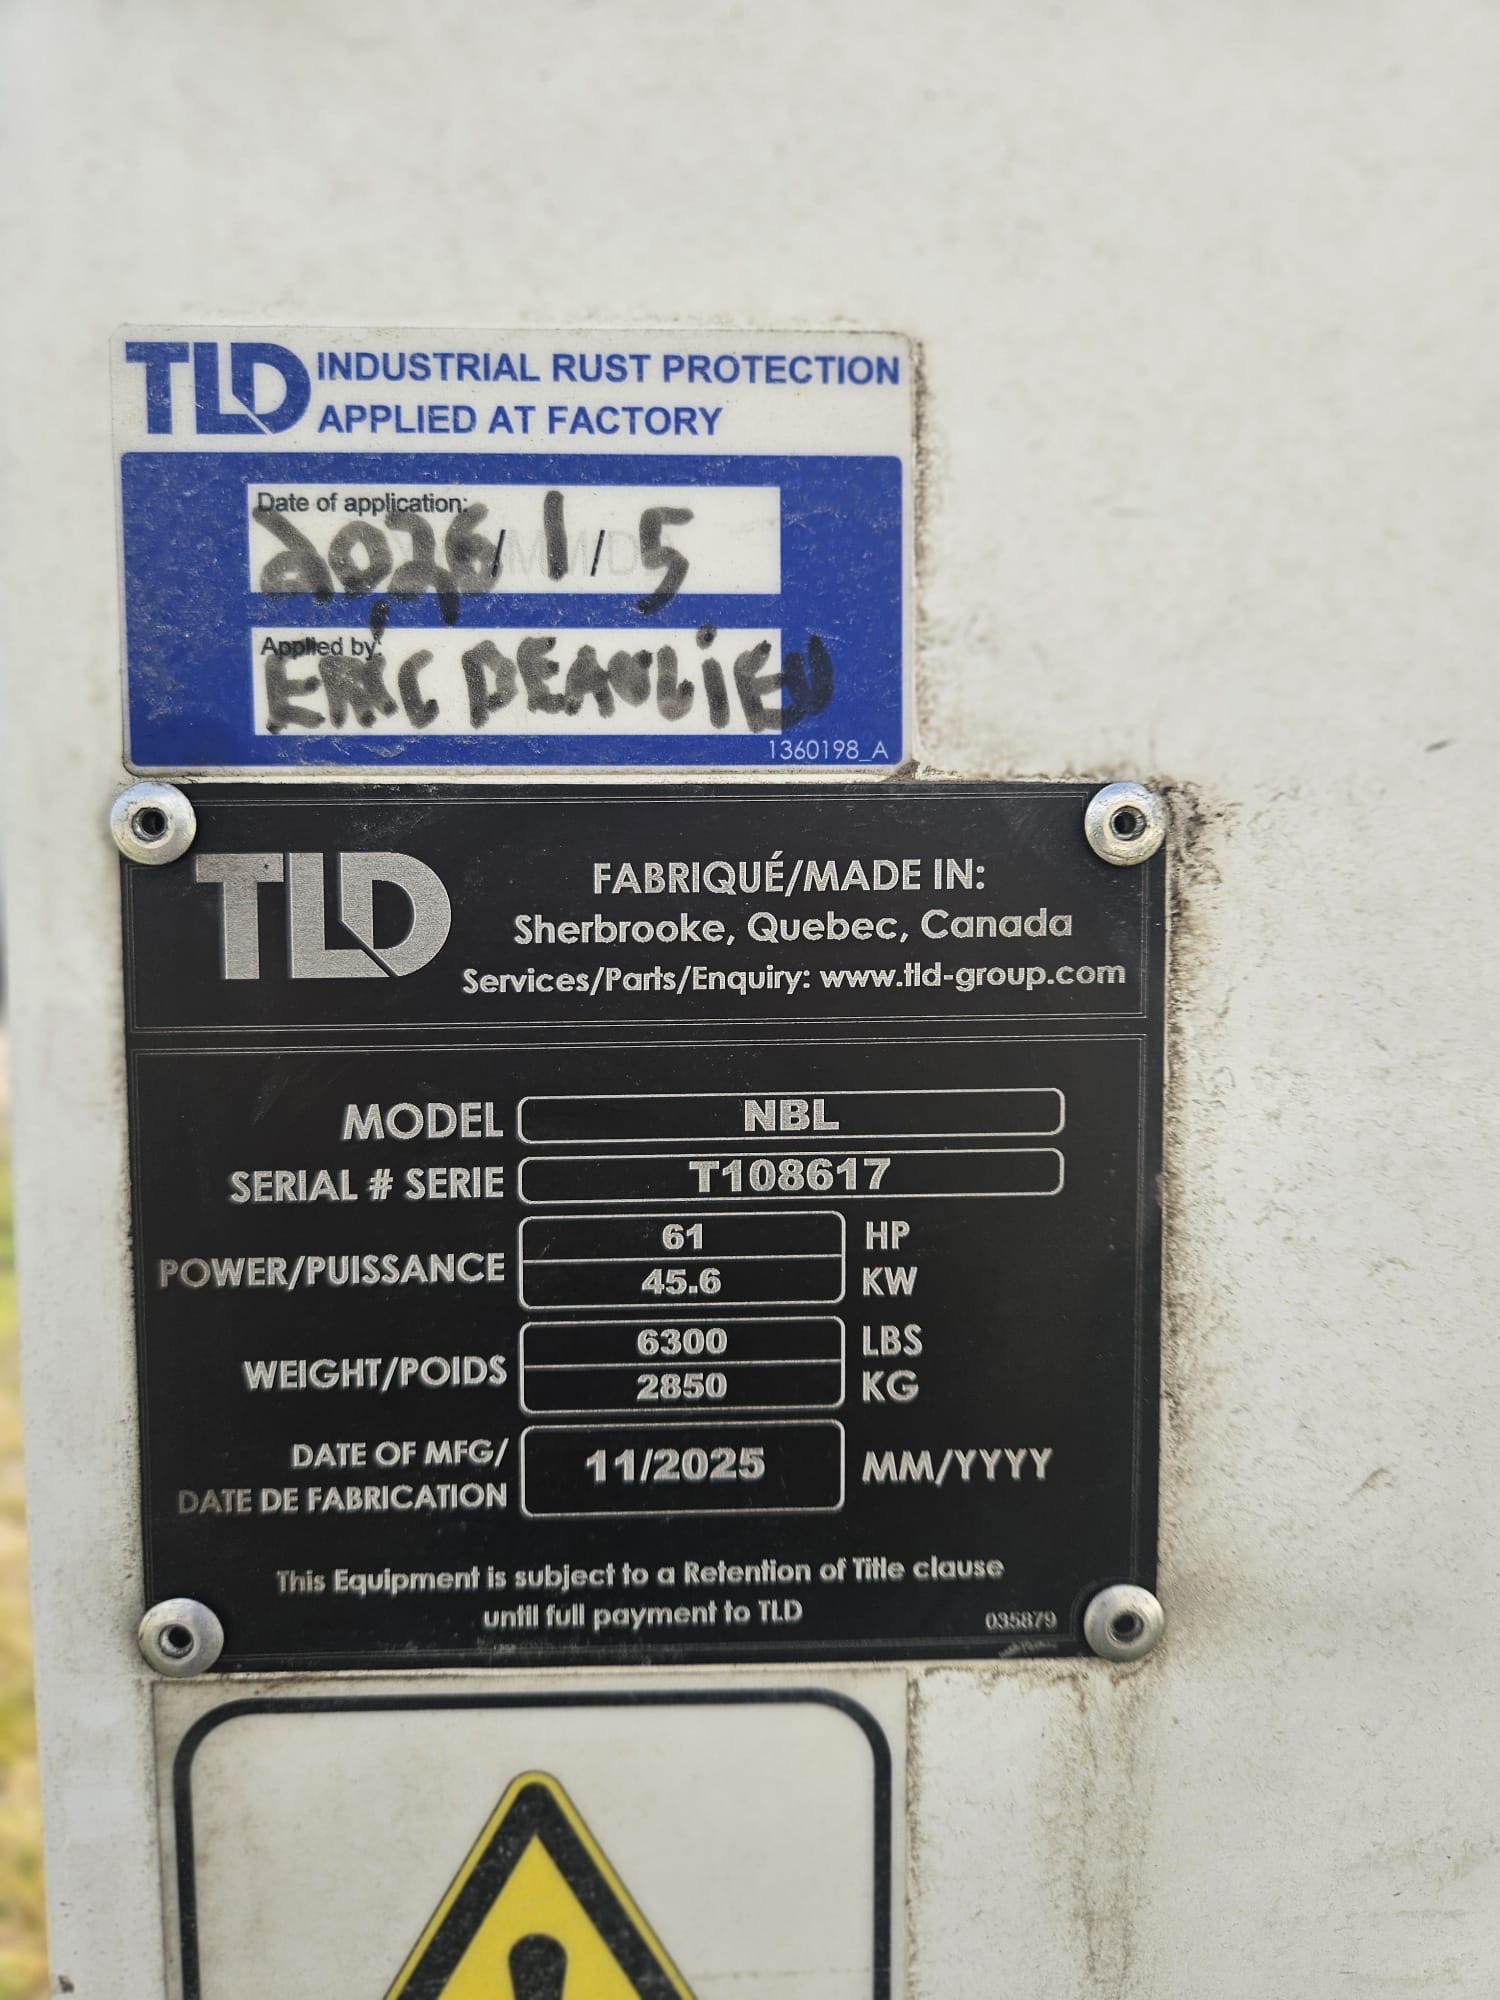 TLD INDUSTRIAL RUST PROTECTION
APPLIED AT FACTORY
Date of application:
2026/1/5
Applied by:
ERIC BEAULiEU
1360198_A
TLD
FABRIQUÉ/MADE IN:
Sherbrooke, Quebec, Canada
Services/Parts/Enquiry: www.tld-group.com
MODEL NBL
SERIAL # SERIE T108617
POWER/PUISSANCE 61 HP
45.6 KW
WEIGHT/POIDS 6300 LBS
2850 KG
DATE OF MFG/
DATE DE FABRICATION 11/2025 MM/YYYY
This Equipment is subject to a Retention of Title clause
until full payment to TLD
035879